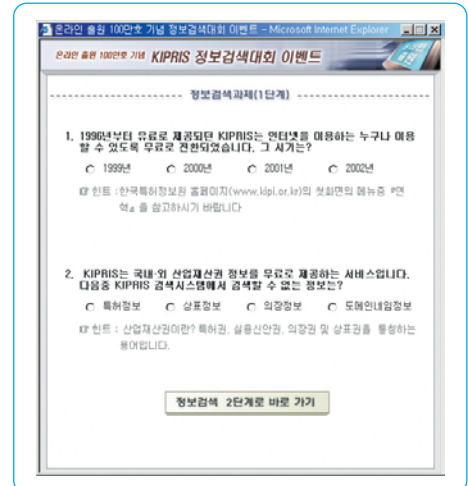 온라인 출원 100만호 기념 정보검색대회 이벤트 - Microsoft Internet Explorer
온라인 출원 100만호 기념 KIPRIS 정보검색대회 이벤트
정보검색과제(1단계)
1. 1996년부터 유료로 제공되던 KIPRIS는 인터넷을 이용하는 누구나 이용
할 수 있도록 무료로 전환되었습니다. 그 시기는?
1999년 2000년 2001년 2002년
☞ 힌트 :한국특허정보원 홈페이지(www.kipi.or.kr)의 첫화면의 메뉴중 『연
혁』을 참고하시기 바랍니다
2. KIPRIS는 국내·외 산업재산권 정보를 무료로 제공하는 서비스입니다.
다음중 KIPRIS 검색시스템에서 검색할 수 없는 정보는?
특허정보 상표정보 의장정보 도메인네임정보
☞ 힌트 : 산업재산권이란? 특허권, 실용신안권, 의장권 및 상표권을 통칭하는
용어입니다.
정보검색 2단계로 바로 가기